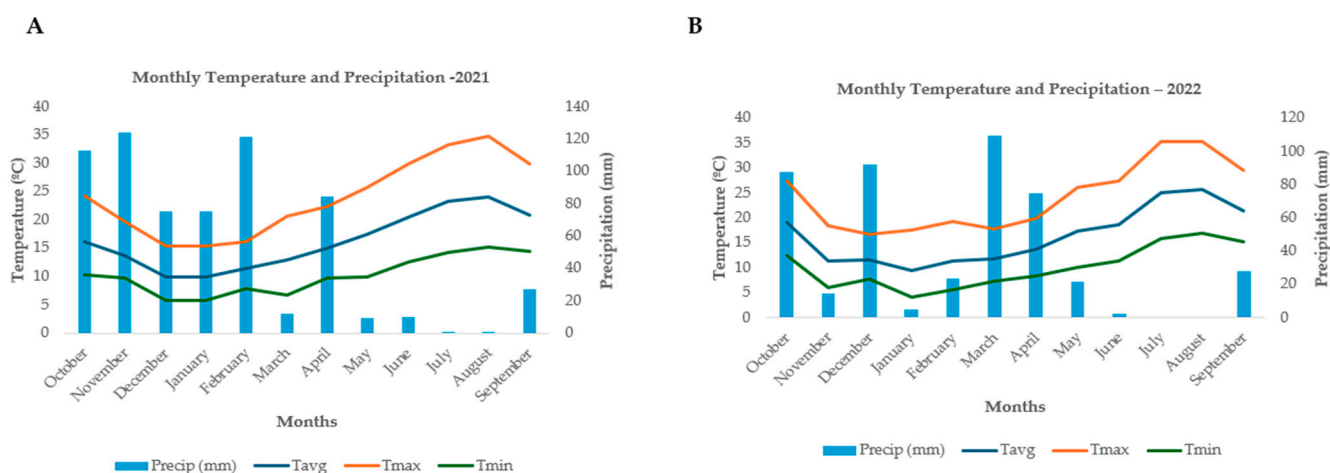 A
Monthly Temperature and Precipitation -2021
Temperature (ºC)
40
35
30
25
20
15
10
5
0
Precipitation (mm)
140
120
100
80
60
40
20
0
October
November
December
January
February
March
April
May
June
July
August
September
Months
Precip (mm) Tavg Tmax Tmin
B
Monthly Temperature and Precipitation – 2022
Temperature (ºC)
40
35
30
25
20
15
10
5
0
Precipitation (mm)
120
100
80
60
40
20
0
October
November
December
January
February
March
April
May
June
July
August
September
Months
Precip (mm) Tavg Tmax Tmin